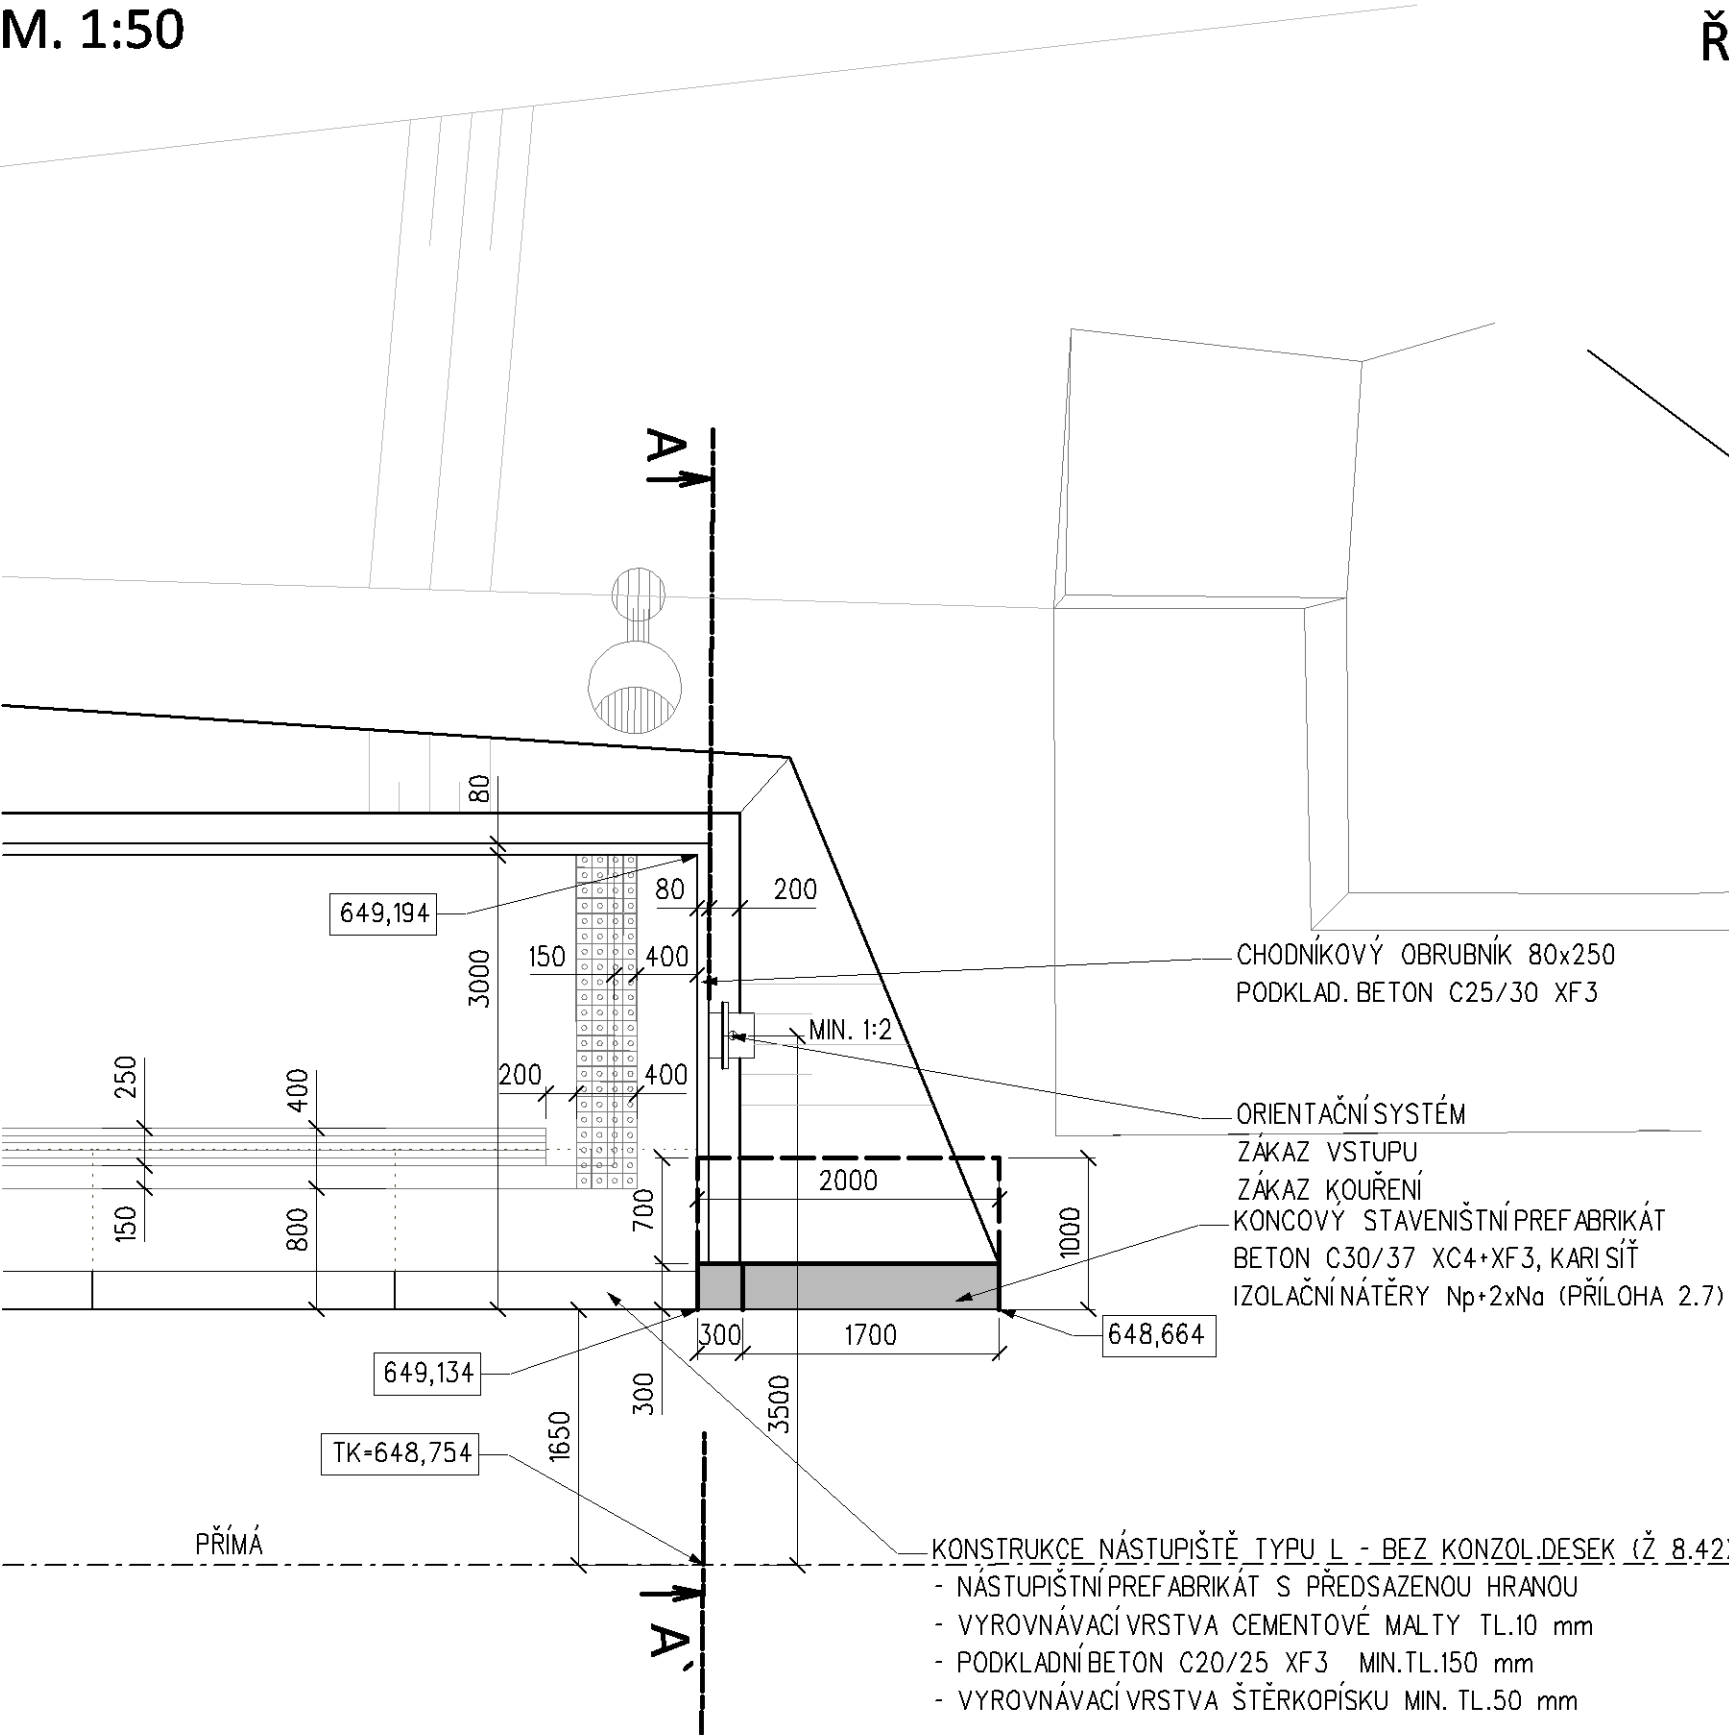 M. 1:50
Ř
A
80
649,194
80
200
3000
150
400
CHODNÍKOVÝ OBRUBNÍK 80x250
PODKLAD. BETON C25/30 XF3
MIN. 1:2
250
400
200
400
ORIENTAČNÍ SYSTÉM
ZÁKAZ VSTUPU
ZÁKAZ KOUŘENÍ
2000
150
800
700
1000
KONCOVÝ STAVENIŠTNÍ PREFABRIKÁT
BETON C30/37 XC4+XF3, KARI SÍŤ
IZOLAČNÍ NÁTĚRY Np+2xNa (PŘÍLOHA 2.7)
300
1700
648,664
649,134
300
3500
1650
TK=648,754
PŘÍMÁ
KONSTRUKCE NÁSTUPIŠTĚ TYPU L - BEZ KONZOL.DESEK (Ž 8.42
- NÁSTUPIŠTNÍ PREFABRIKÁT S PŘEDSAZENOU HRANOU
- VYROVNÁVACÍ VRSTVA CEMENTOVÉ MALTY TL.10 mm
- PODKLADNÍ BETON C20/25 XF3 MIN.TL.150 mm
- VYROVNÁVACÍ VRSTVA ŠTĚRKOPÍSKU MIN. TL.50 mm
A'